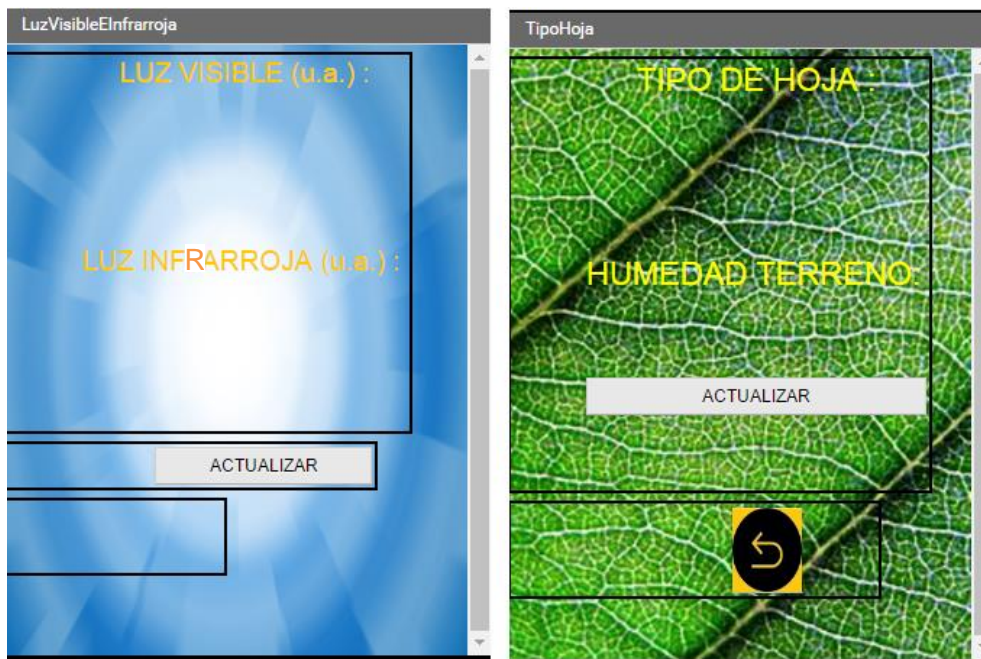 LuzVisibleEInfrarroja
LUZ VISIBLE (u.a.) :
LUZ INFRARROJA (u.a.) :
ACTUALIZAR
TipoHoja
TIPO DE HOJA :
HUMEDAD TERRENO:
ACTUALIZAR